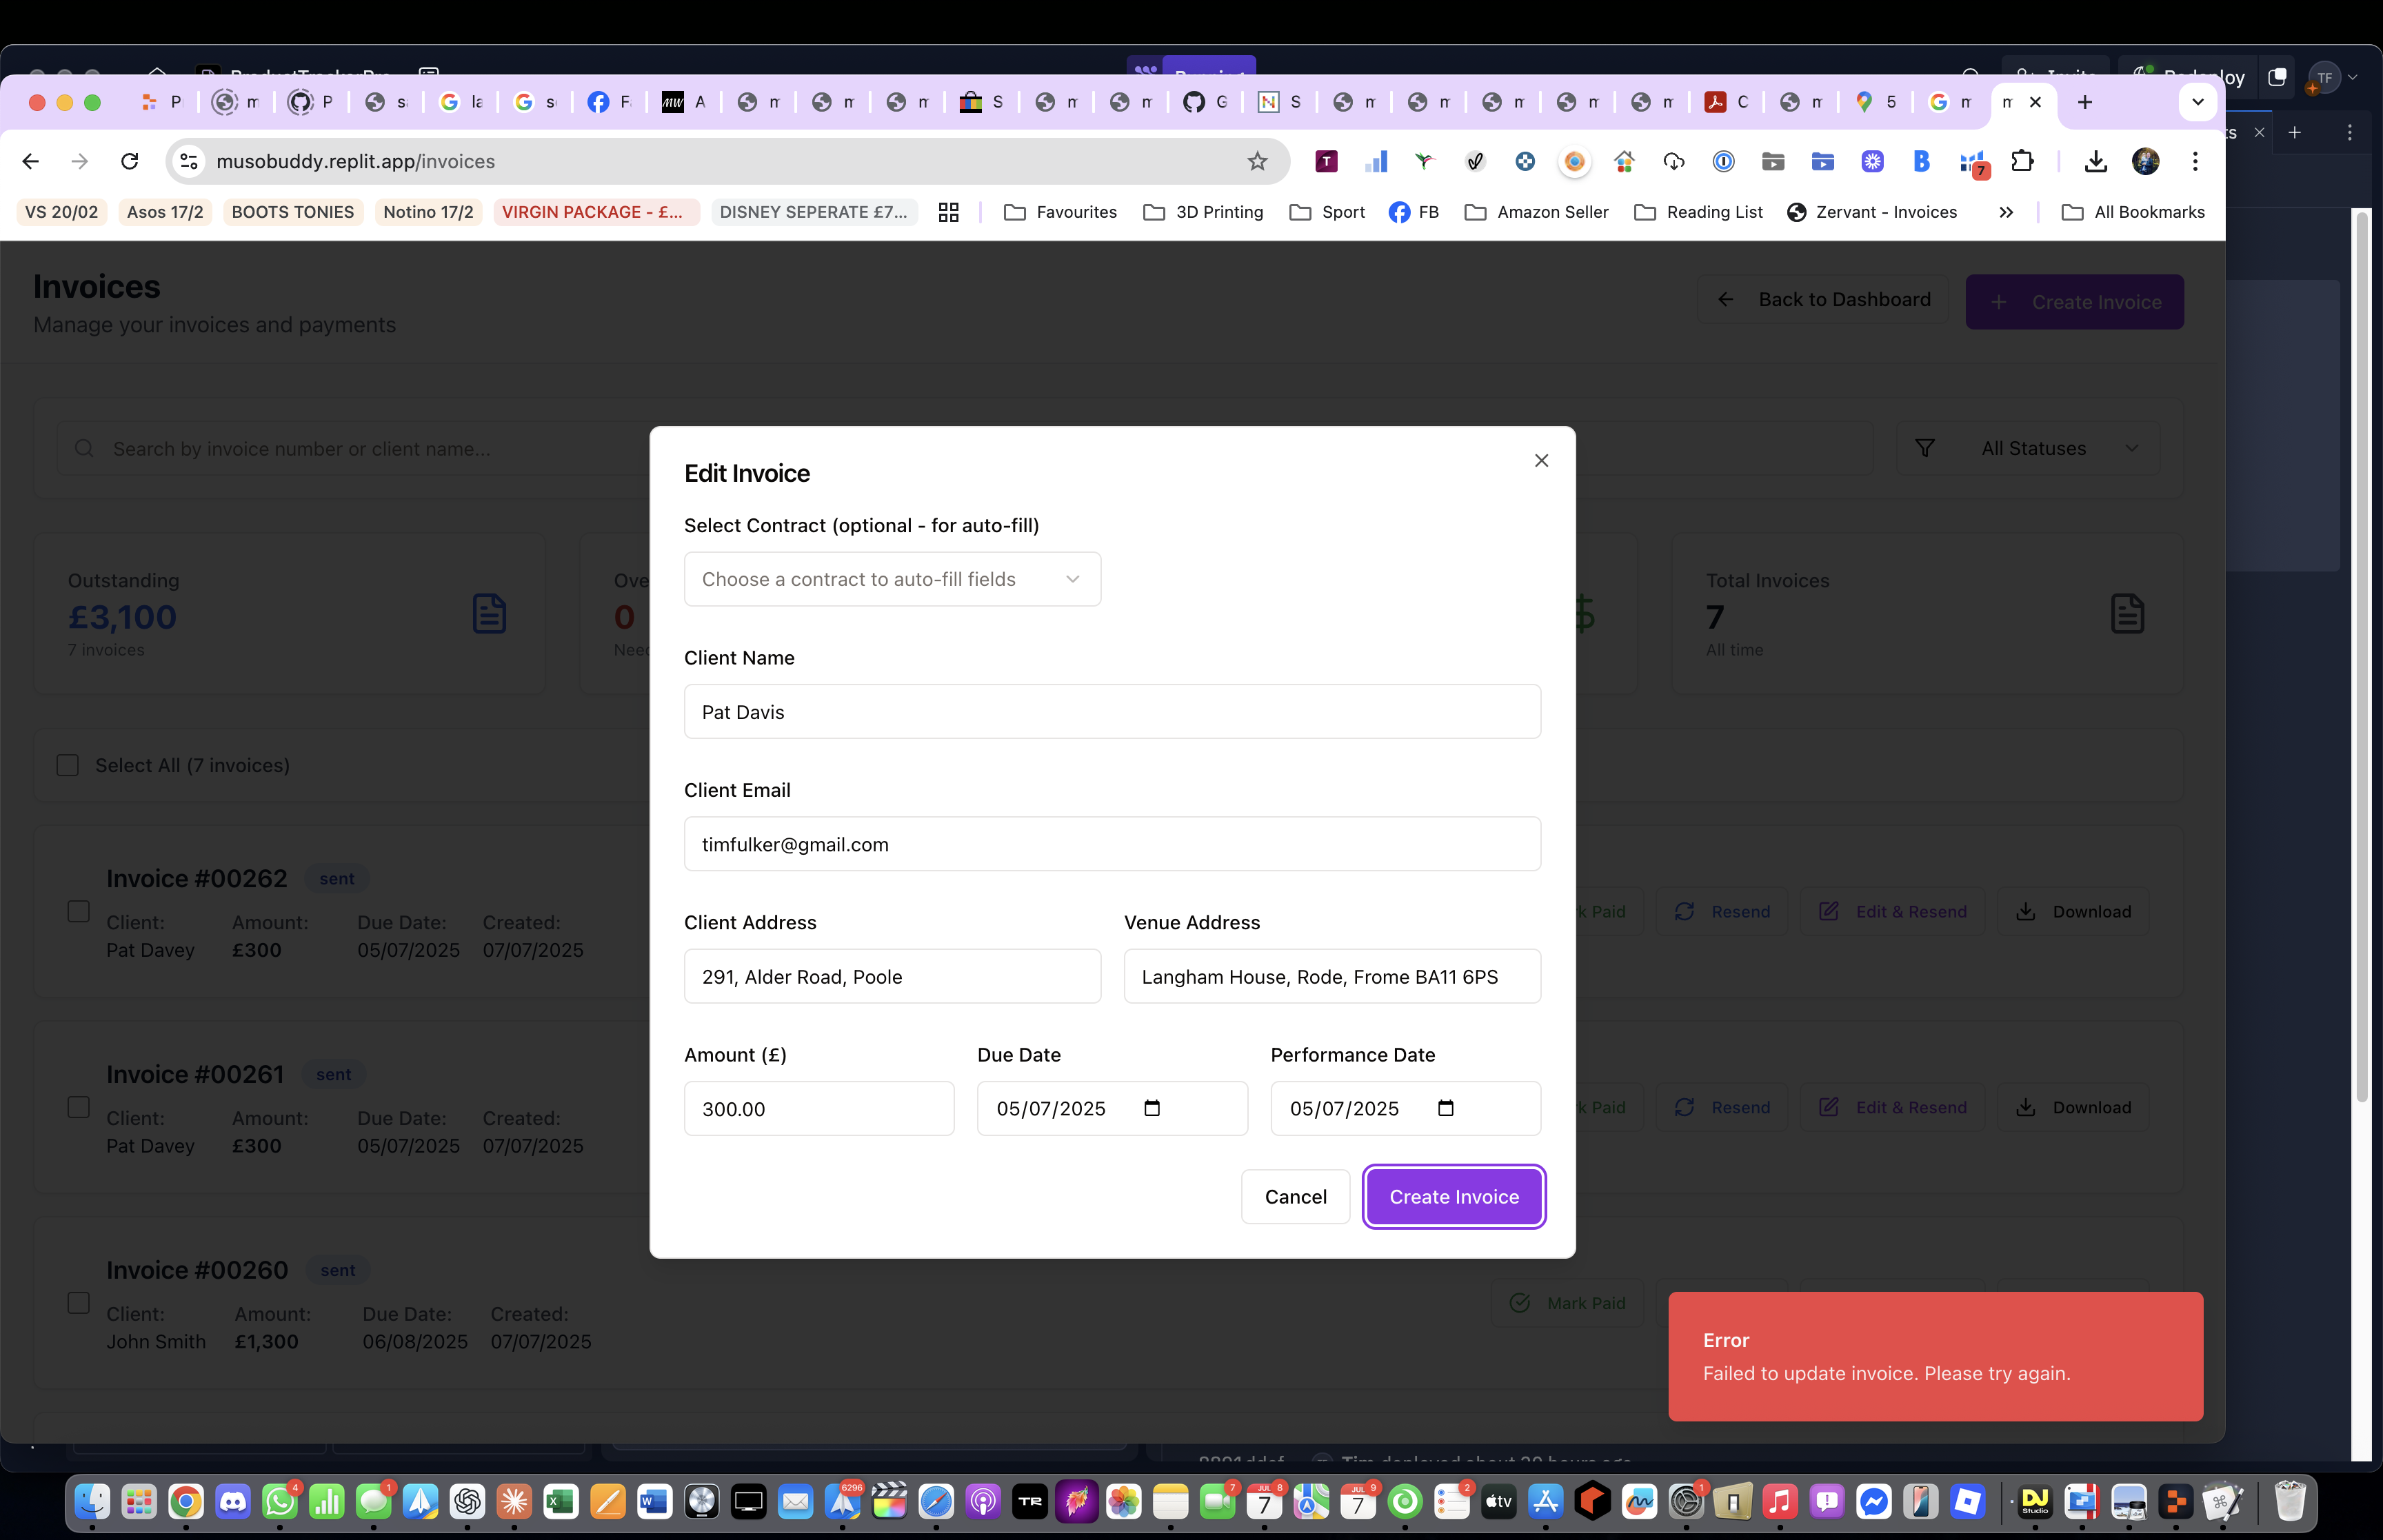 ProductTrackerPro
Running
Invite
Redeploy
TF
musobuddy.replit.app/invoices
7
VS 20/02
Asos 17/2
BOOTS TONIES
Notino 17/2
VIRGIN PACKAGE - £...
DISNEY SEPERATE £7...
Favourites
3D Printing
Sport
FB
Amazon Seller
Reading List
Zervant - Invoices
All Bookmarks
Invoices
Manage your invoices and payments
Back to Dashboard
Create Invoice
Search by invoice number or client name...
All Statuses
Outstanding
£3,100
7 invoices
0
Total Invoices
7
All time
Select All (7 invoices)
Invoice #00262 sent
Client: Amount: Due Date: Created:
Pat Davey £300 05/07/2025 07/07/2025
Resend
Edit & Resend
Download
Invoice #00261 sent
Client: Amount: Due Date: Created:
Pat Davey £300 05/07/2025 07/07/2025
Resend
Edit & Resend
Download
Invoice #00260 sent
Client: Amount: Due Date: Created:
John Smith £1,300 06/08/2025 07/07/2025
Mark Paid
Edit Invoice
Select Contract (optional - for auto-fill)
Choose a contract to auto-fill fields
Client Name
Pat Davis
Client Email
timfulker@gmail.com
Client Address
Venue Address
291, Alder Road, Poole
Langham House, Rode, Frome BA11 6PS
Amount (£)
Due Date
Performance Date
300.00
05/07/2025
05/07/2025
Cancel
Create Invoice
Error
Failed to update invoice. Please try again.